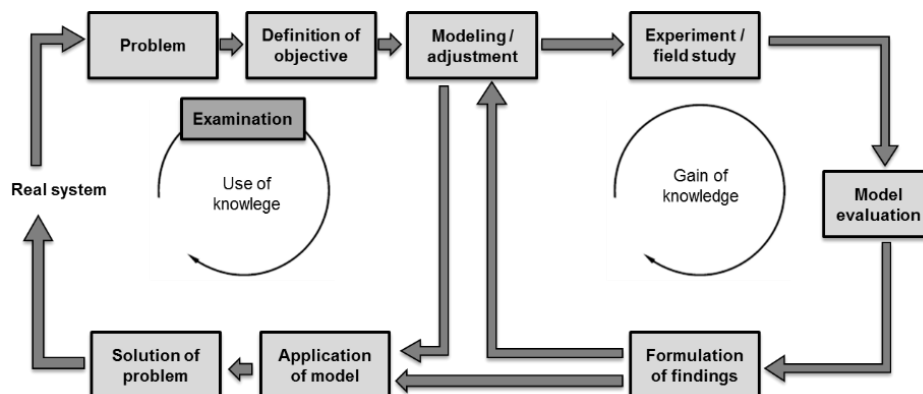 Problem
Definition of
objective
Modeling /
adjustment
Experiment /
field study
Examination
Use of
knowlege
Gain of
knowledge
Real system
Model
evaluation
Solution of
problem
Application
of model
Formulation
of findings